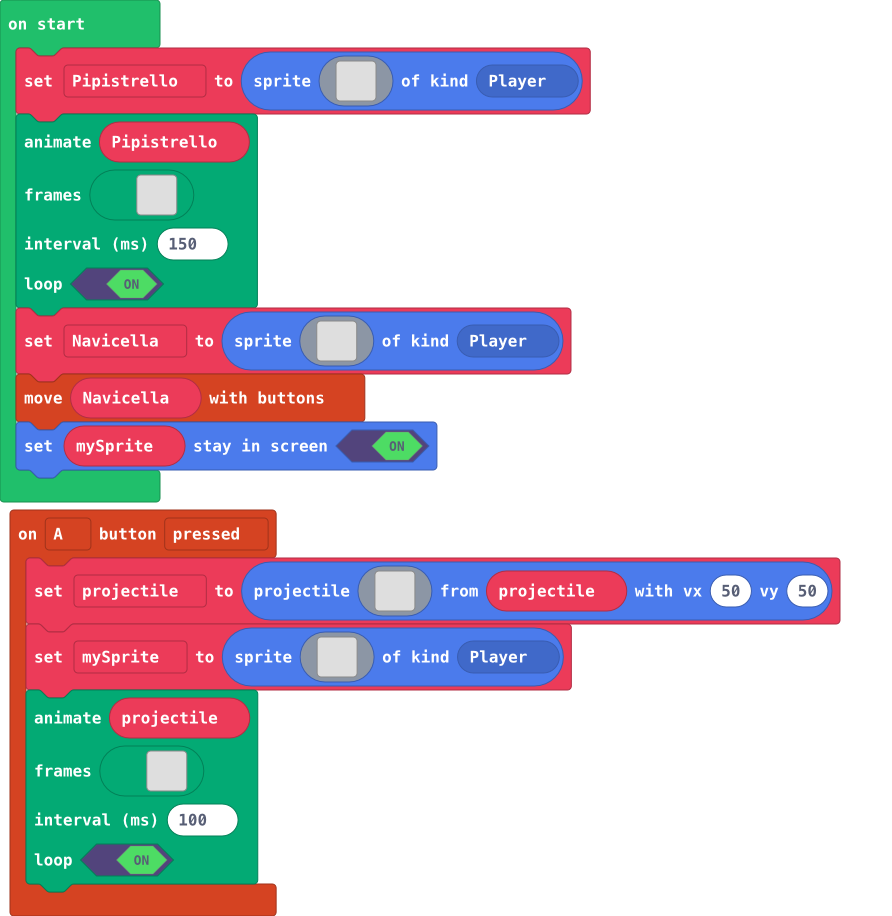 on start
set Pipistrello to sprite of kind Player
animate Pipistrello
frames
interval (ms) 150
loop ON
set Navicella to sprite of kind Player
move Navicella with buttons
set mySprite stay in screen ON
on A button pressed
set projectile to projectile from projectile with vx 50 vy 50
set mySprite to sprite of kind Player
animate projectile
frames
interval (ms) 100
loop ON